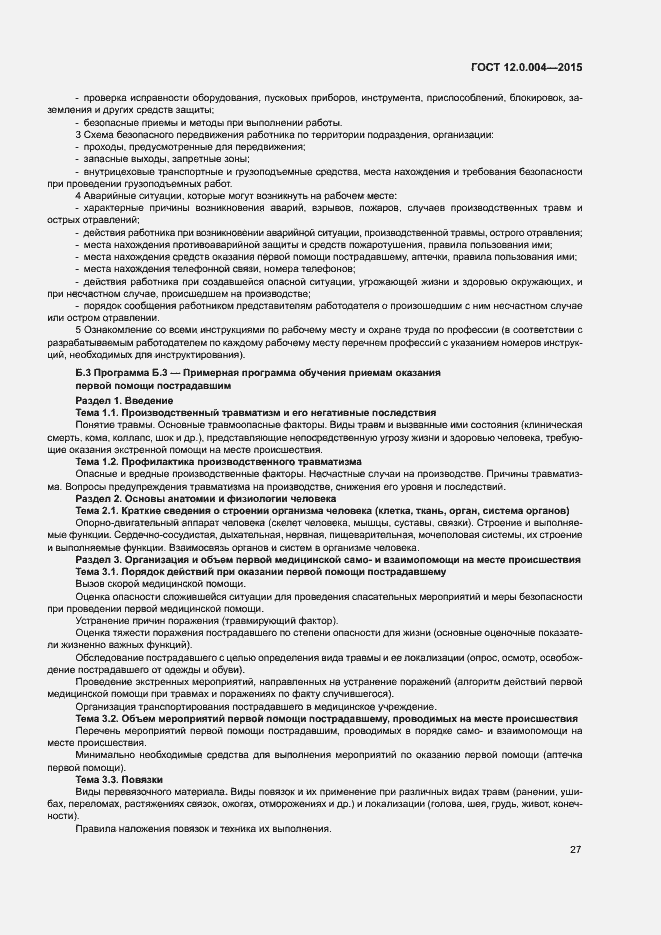 ГОСТ 12.0.004—2015
- проверка исправности оборудования, пусковых приборов, инструмента, приспособлений, блокировок, за-
земления и других средств защиты;
- безопасные приемы и методы при выполнении работы.
3 Схема безопасного передвижения работника по территории подразделения, организации:
- проходы, предусмотренные для передвижения;
- запасные выходы, запретные зоны;
- внутрицеховые транспортные и грузоподъемные средства, места нахождения и требования безопасности
при проведении грузоподъемных работ.
4 Аварийные ситуации, которые могут возникнуть на рабочем месте:
- характерные причины возникновения аварий, взрывов, пожаров, случаев производственных травм и
острых отравлений;
- действия работника при возникновении аварийной ситуации, производственной травмы, острого отравления;
- места нахождения противоаварийной защиты и средств пожаротушения, правила пользования ими;
- места нахождения средств оказания первой помощи пострадавшему, аптечки, правила пользования ими;
- места нахождения телефонной связи, номера телефонов;
- действия работника при создавшейся опасной ситуации, угрожающей жизни и здоровью окружающих, и
при несчастном случае, происшедшем на производстве;
- порядок сообщения работником представителям работодателя о произошедшим с ним несчастном случае
или остром отравлении.
5 Ознакомление со всеми инструкциями по рабочему месту и охране труда по профессии (в соответствии с
разрабатываемым работодателем по каждому рабочему месту перечнем профессий с указанием номеров инструк-
ций, необходимых для инструктирования).
Б.3 Программа Б.3 — Примерная программа обучения приемам оказания
первой помощи пострадавшим
Раздел 1. Введение
Тема 1.1. Производственный травматизм и его негативные последствия
Понятие травмы. Основные травмоопасные факторы. Виды травм и вызванные ими состояния (клиническая
смерть, кома, коллапс, шок и др.), представляющие непосредственную угрозу жизни и здоровью человека, требую-
щие оказания экстренной помощи на месте происшествия.
Тема 1.2. Профилактика производственного травматизма
Опасные и вредные производственные факторы. Несчастные случаи на производстве. Причины травматиз-
ма. Вопросы предупреждения травматизма на производстве, снижения его уровня и последствий.
Раздел 2. Основы анатомии и физиологии человека
Тема 2.1. Краткие сведения о строении организма человека (клетка, ткань, орган, система органов)
Опорно-двигательный аппарат человека (скелет человека, мышцы, суставы, связки). Строение и выполняе-
мые функции. Сердечно-сосудистая, дыхательная, нервная, пищеварительная, мочеполовая системы, их строение
и выполняемые функции. Взаимосвязь органов и систем в организме человека.
Раздел 3. Организация и объем первой медицинской само- и взаимопомощи на месте происшествия
Тема 3.1. Порядок действий при оказании первой помощи пострадавшему
Вызов скорой медицинской помощи.
Оценка опасности сложившейся ситуации для проведения спасательных мероприятий и меры безопасности
при проведении первой медицинской помощи.
Устранение причин поражения (травмирующий фактор).
Оценка тяжести поражения пострадавшего по степени опасности для жизни (основные оценочные показате-
ли жизненно важных функций).
Обследование пострадавшего с целью определения вида травмы и ее локализации (опрос, осмотр, освобож-
дение пострадавшего от одежды и обуви).
Проведение экстренных мероприятий, направленных на устранение поражений (алгоритм действий первой
медицинской помощи при травмах и поражениях по факту случившегося).
Организация транспортирования пострадавшего в медицинское учреждение.
Тема 3.2. Объем мероприятий первой помощи пострадавшему, проводимых на месте происшествия
Перечень мероприятий первой помощи пострадавшим, проводимых в порядке само- и взаимопомощи на
месте происшествия.
Минимально необходимые средства для выполнения мероприятий по оказанию первой помощи (аптечка
первой помощи).
Тема 3.3. Повязки
Виды перевязочного материала. Виды повязок и их применение при различных видах травм (ранении, уши-
бах, переломах, растяжениях связок, ожогах, отморожениях и др.) и локализации (голова, шея, грудь, живот, конеч-
ности).
Правила наложения повязок и техника их выполнения.
27